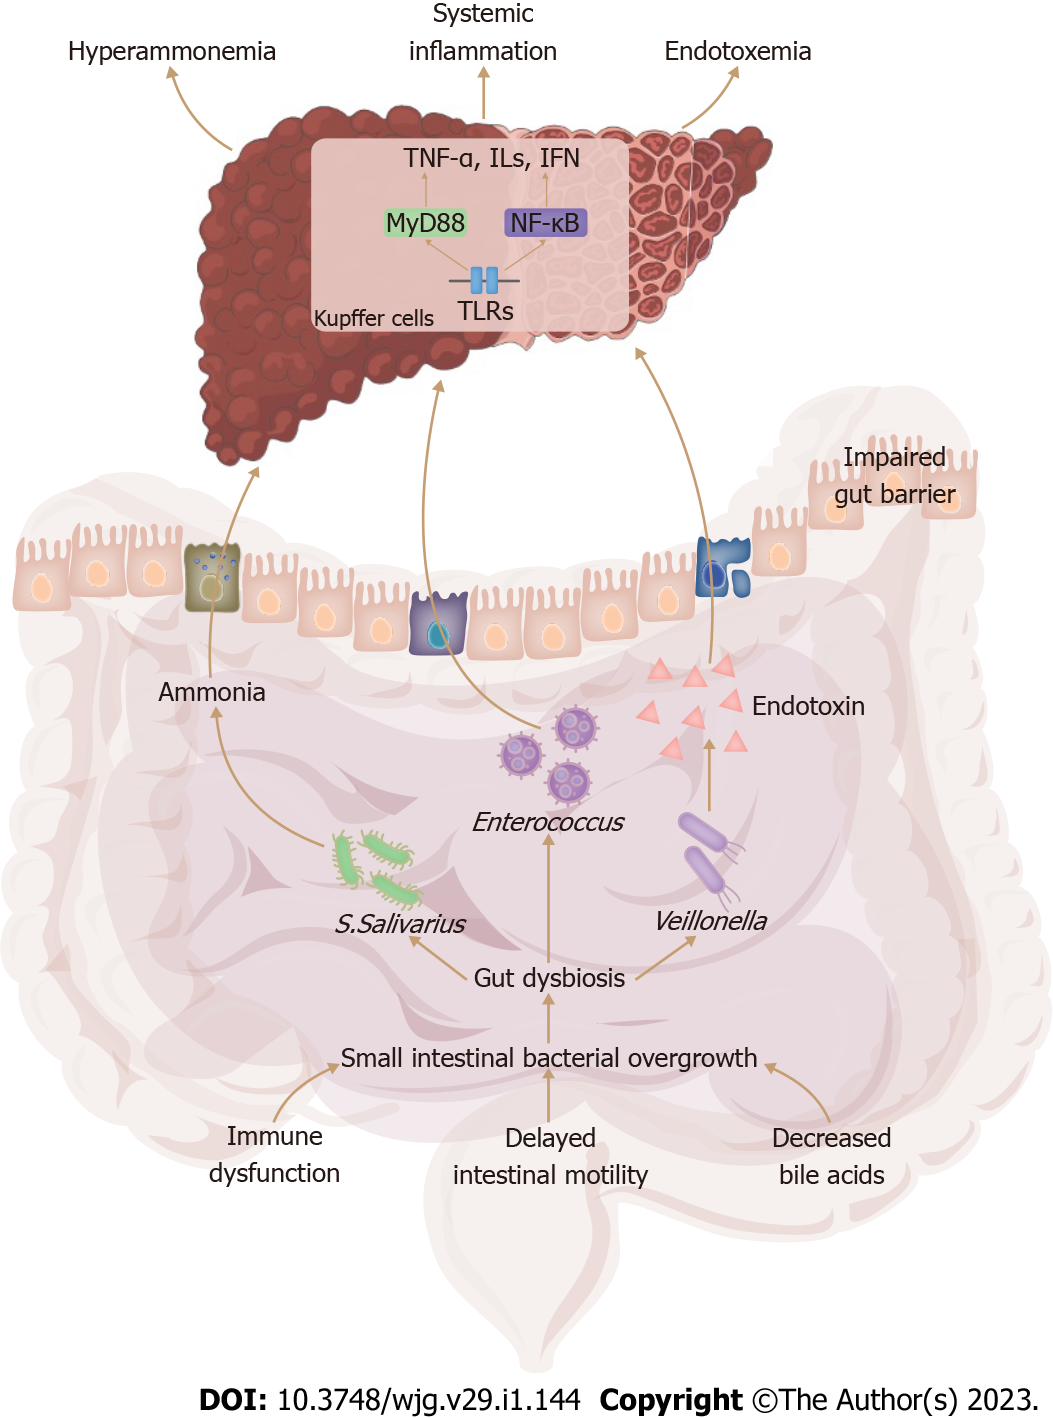 Systemic
inflammation
Hyperammonemia
Endotoxemia
TNF-α, ILs, IFN
MyD88
NF-κB
TLRs
Kupffer cells
Impaired
gut barrier
Ammonia
Endotoxin
Enterococcus
S.Salivarius
Veillonella
Gut dysbiosis
Small intestinal bacterial overgrowth
Immune
dysfunction
Delayed
intestinal motility
Decreased
bile acids
DOI: 10.3748/wjg.v29.i1.144 Copyright ©The Author(s) 2023.